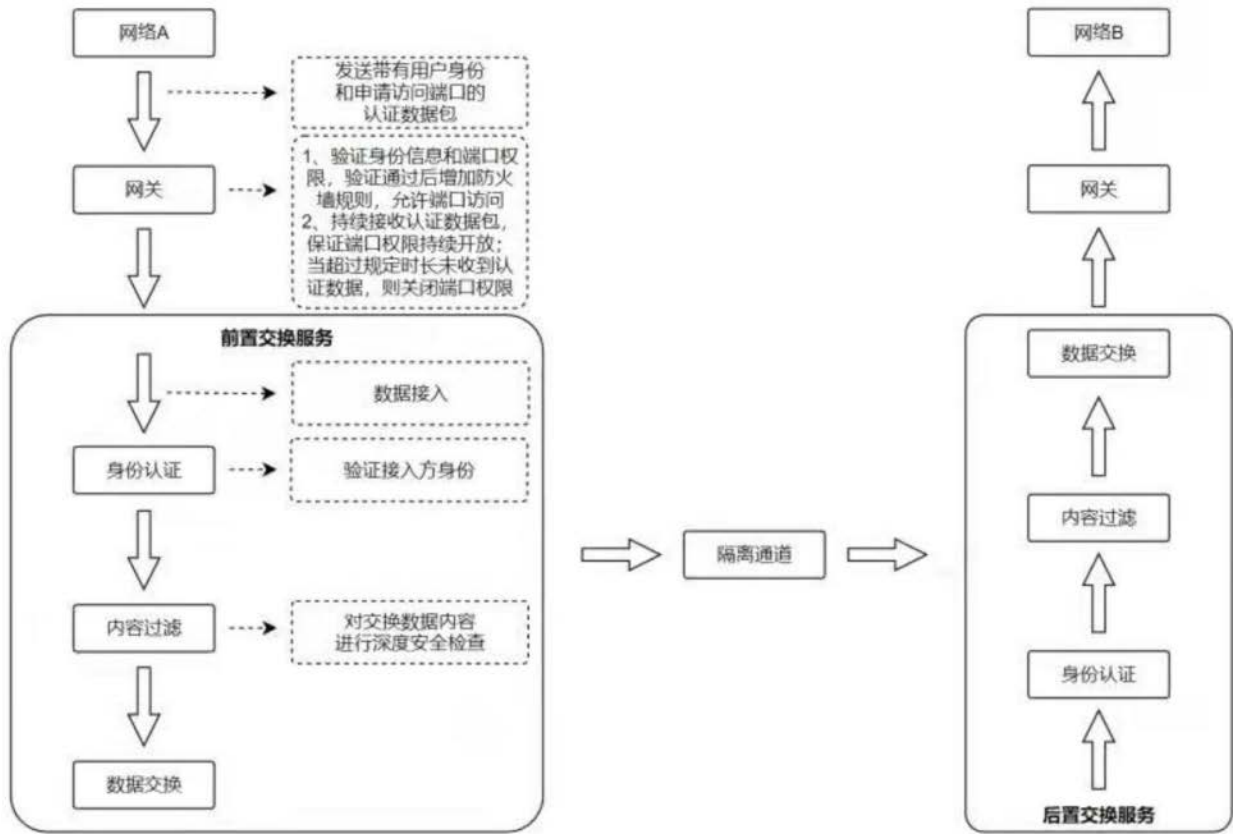 网络A
发送带有用户身份
和申请访问端口的
认证数据包
网关
1、验证身份信息和端口权
限，验证通过后增加防火
墙规则，允许端口访问
2、持续接收认证数据包，
保证端口权限持续开放；
当超过规定时长未收到认
证数据，则关闭端口权限
前置交换服务
数据接入
身份认证
验证接入方身份
内容过滤
对交换数据内容
进行深度安全检查
数据交换
隔离通道
网络B
网关
数据交换
内容过滤
身份认证
后置交换服务